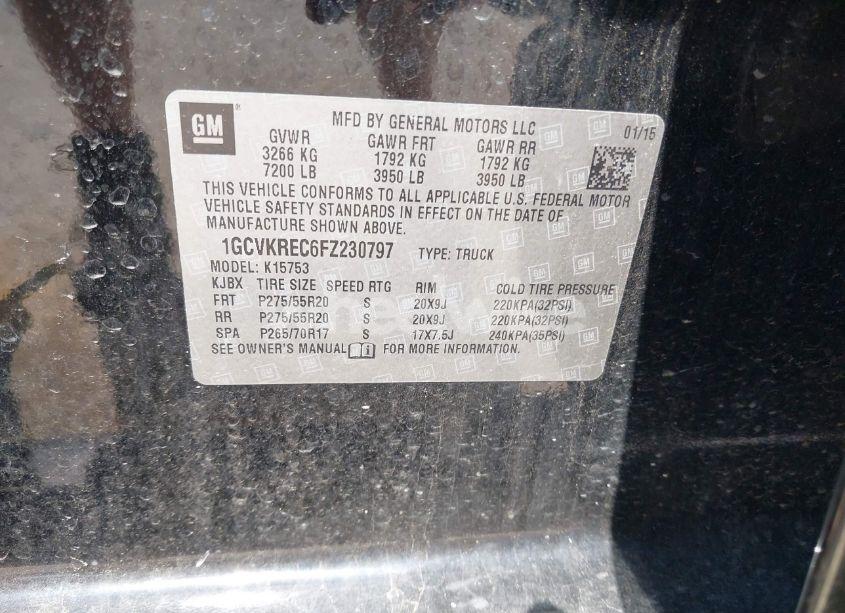 GM
MFD BY GENERAL MOTORS LLC
01/15
GVWR GAWR FRT GAWR RR
3266 KG 1792 KG 1792 KG
7200 LB 3950 LB 3950 LB
THIS VEHICLE CONFORMS TO ALL APPLICABLE U.S. FEDERAL MOTOR
VEHICLE SAFETY STANDARDS IN EFFECT ON THE DATE OF
MANUFACTURE SHOWN ABOVE.
1GCVKREC6FZ230797 TYPE: TRUCK
MODEL: K15753
KJBX TIRE SIZE SPEED RTG RIM COLD TIRE PRESSURE
FRT P275/55R20 S 20X9J 220KPA(32PSI)
RR P275/55R20 S 20X9J 220KPA(32PSI)
SPA P265/70R17 S 17X7.5J 240KPA(35PSI)
SEE OWNER'S MANUAL FOR MORE INFORMATION.